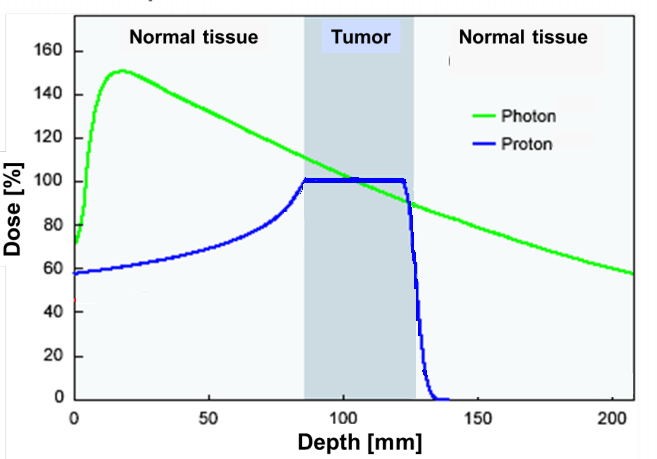 Normal tissue
Tumor
Normal tissue
160
140
120
100
80
60
40
20
0
Dose [%]
Photon
Proton
0
50
100
150
200
Depth [mm]